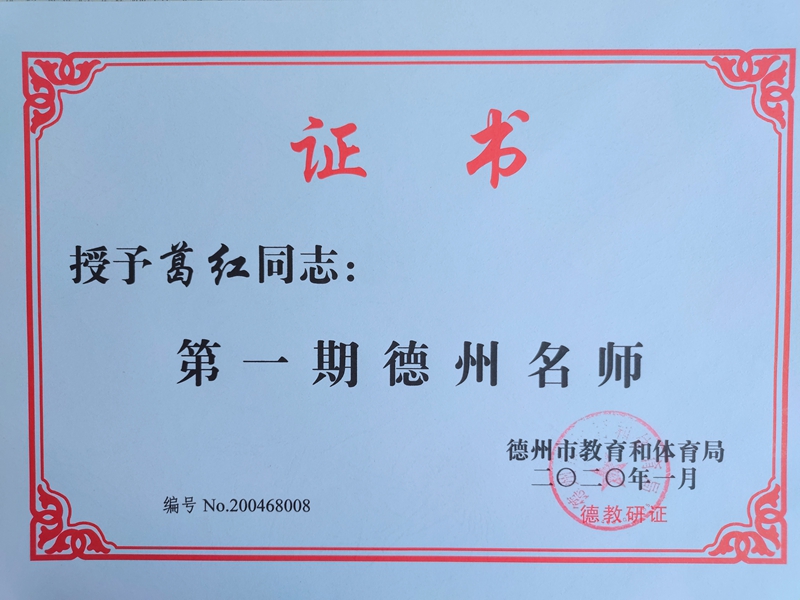 证书
授予葛红同志：
第一期德州名师
德州市教育和体育局
二〇二〇年一月
德教研证
编号 No.200468008